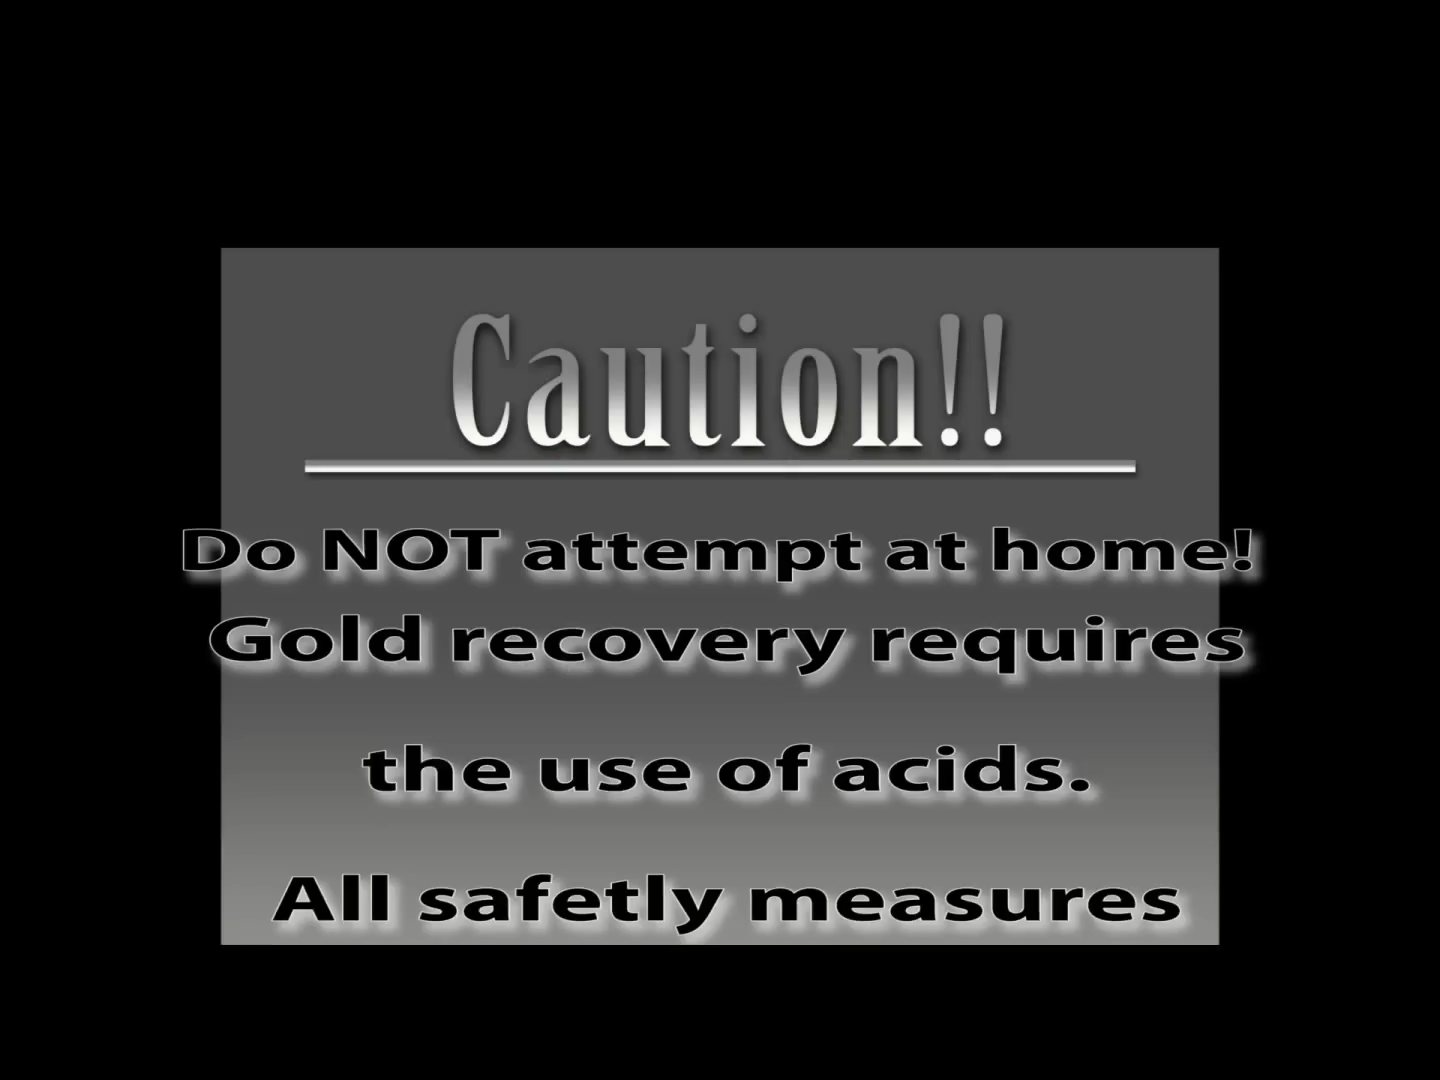 Caution!!
Do NOT attempt at home!
Gold recovery requires
the use of acids.
All safetly measures